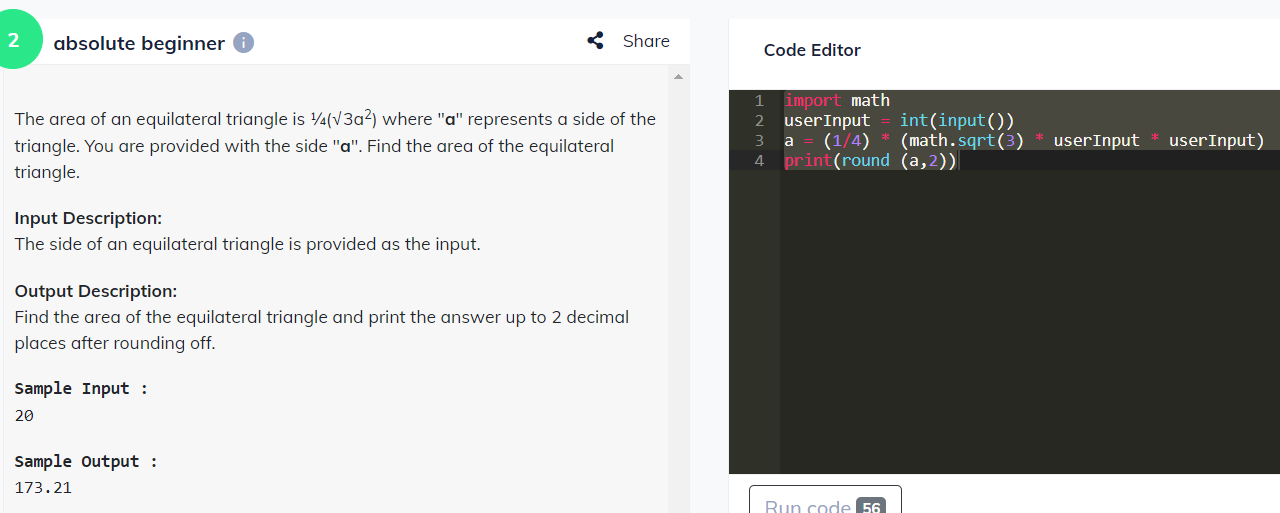 2
absolute beginner i
Share
The area of an equilateral triangle is ¼(√3a²) where "a" represents a side of the
triangle. You are provided with the side "a". Find the area of the equilateral
triangle.
Input Description:
The side of an equilateral triangle is provided as the input.
Output Description:
Find the area of the equilateral triangle and print the answer up to 2 decimal
places after rounding off.
Sample Input :
20
Sample Output :
173.21
Code Editor
1 import math
2 userInput = int(input())
3 a = (1/4) * (math.sqrt(3) * userInput * userInput)
4 print(round (a,2))
Run code 56